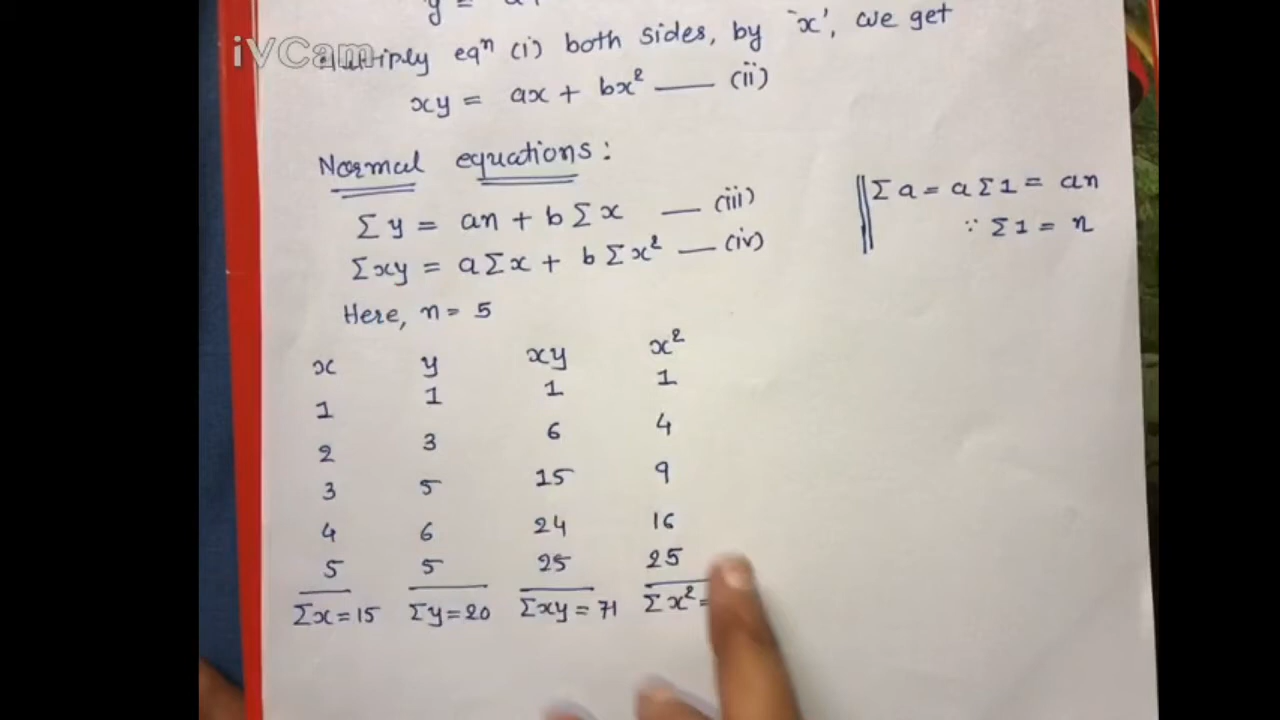 iVCam
y =
Multiply eqⁿ (i) both sides, by 'x', we get
xy = ax + bx² —— (ii)
Normal equations:
Σy = an + bΣx — (iii)
Σxy = aΣx + bΣx² — (iv)
Σa = aΣ1 = an
∵ Σ1 = n
Here, n = 5
x y xy x²
1 1 1 1
2 3 6 4
3 5 15 9
4 6 24 16
5 5 25 25
Σx = 15 Σy = 20 Σxy = 71 Σx² =